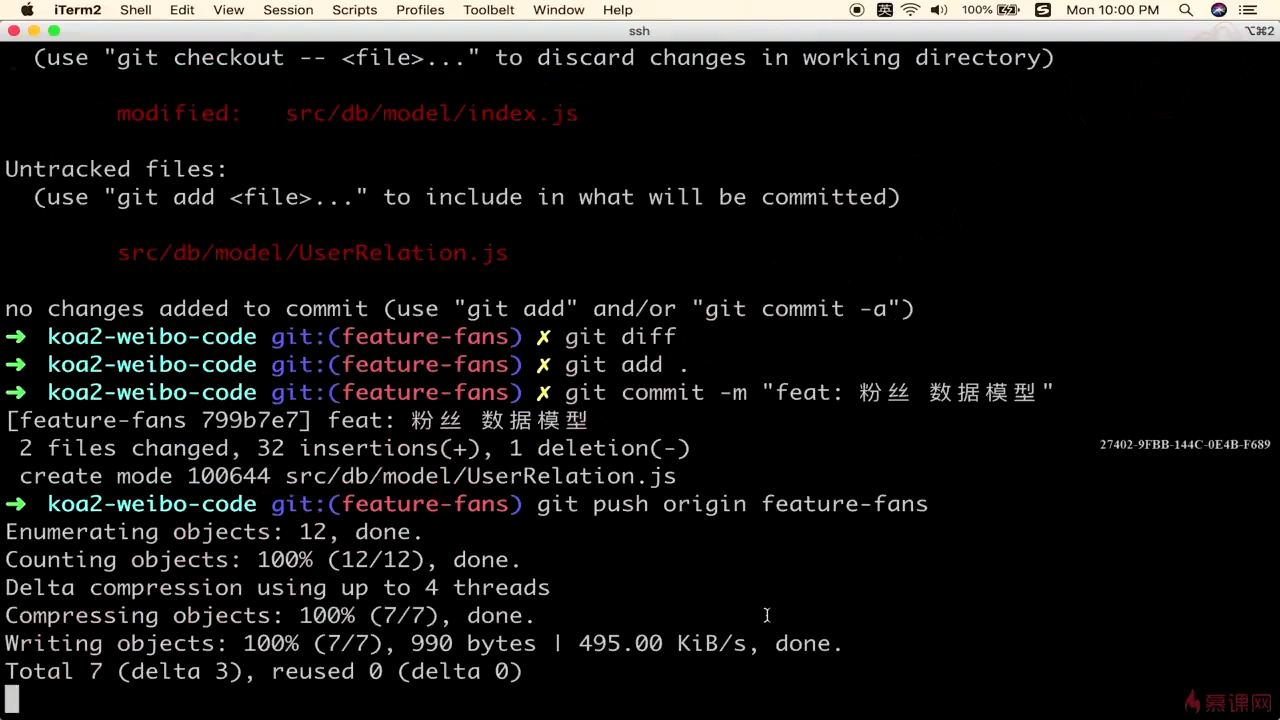 iTerm2 Shell Edit View Session Scripts Profiles Toolbelt Window Help 英 100% S Mon 10:00 PM
ssh ⌥⌘2
(use "git checkout -- <file>..." to discard changes in working directory)
modified: src/db/model/index.js
Untracked files:
(use "git add <file>..." to include in what will be committed)
src/db/model/UserRelation.js
no changes added to commit (use "git add" and/or "git commit -a")
➜ koa2-weibo-code git:(feature-fans) ✗ git diff
➜ koa2-weibo-code git:(feature-fans) ✗ git add .
➜ koa2-weibo-code git:(feature-fans) ✗ git commit -m "feat: 粉丝 数据模型"
[feature-fans 799b7e7] feat: 粉丝 数据模型
2 files changed, 32 insertions(+), 1 deletion(-)
27402-9FBB-144C-0E4B-F689
create mode 100644 src/db/model/UserRelation.js
➜ koa2-weibo-code git:(feature-fans) git push origin feature-fans
Enumerating objects: 12, done.
Counting objects: 100% (12/12), done.
Delta compression using up to 4 threads
Compressing objects: 100% (7/7), done.
Writing objects: 100% (7/7), 990 bytes | 495.00 KiB/s, done.
Total 7 (delta 3), reused 0 (delta 0)
慕课网